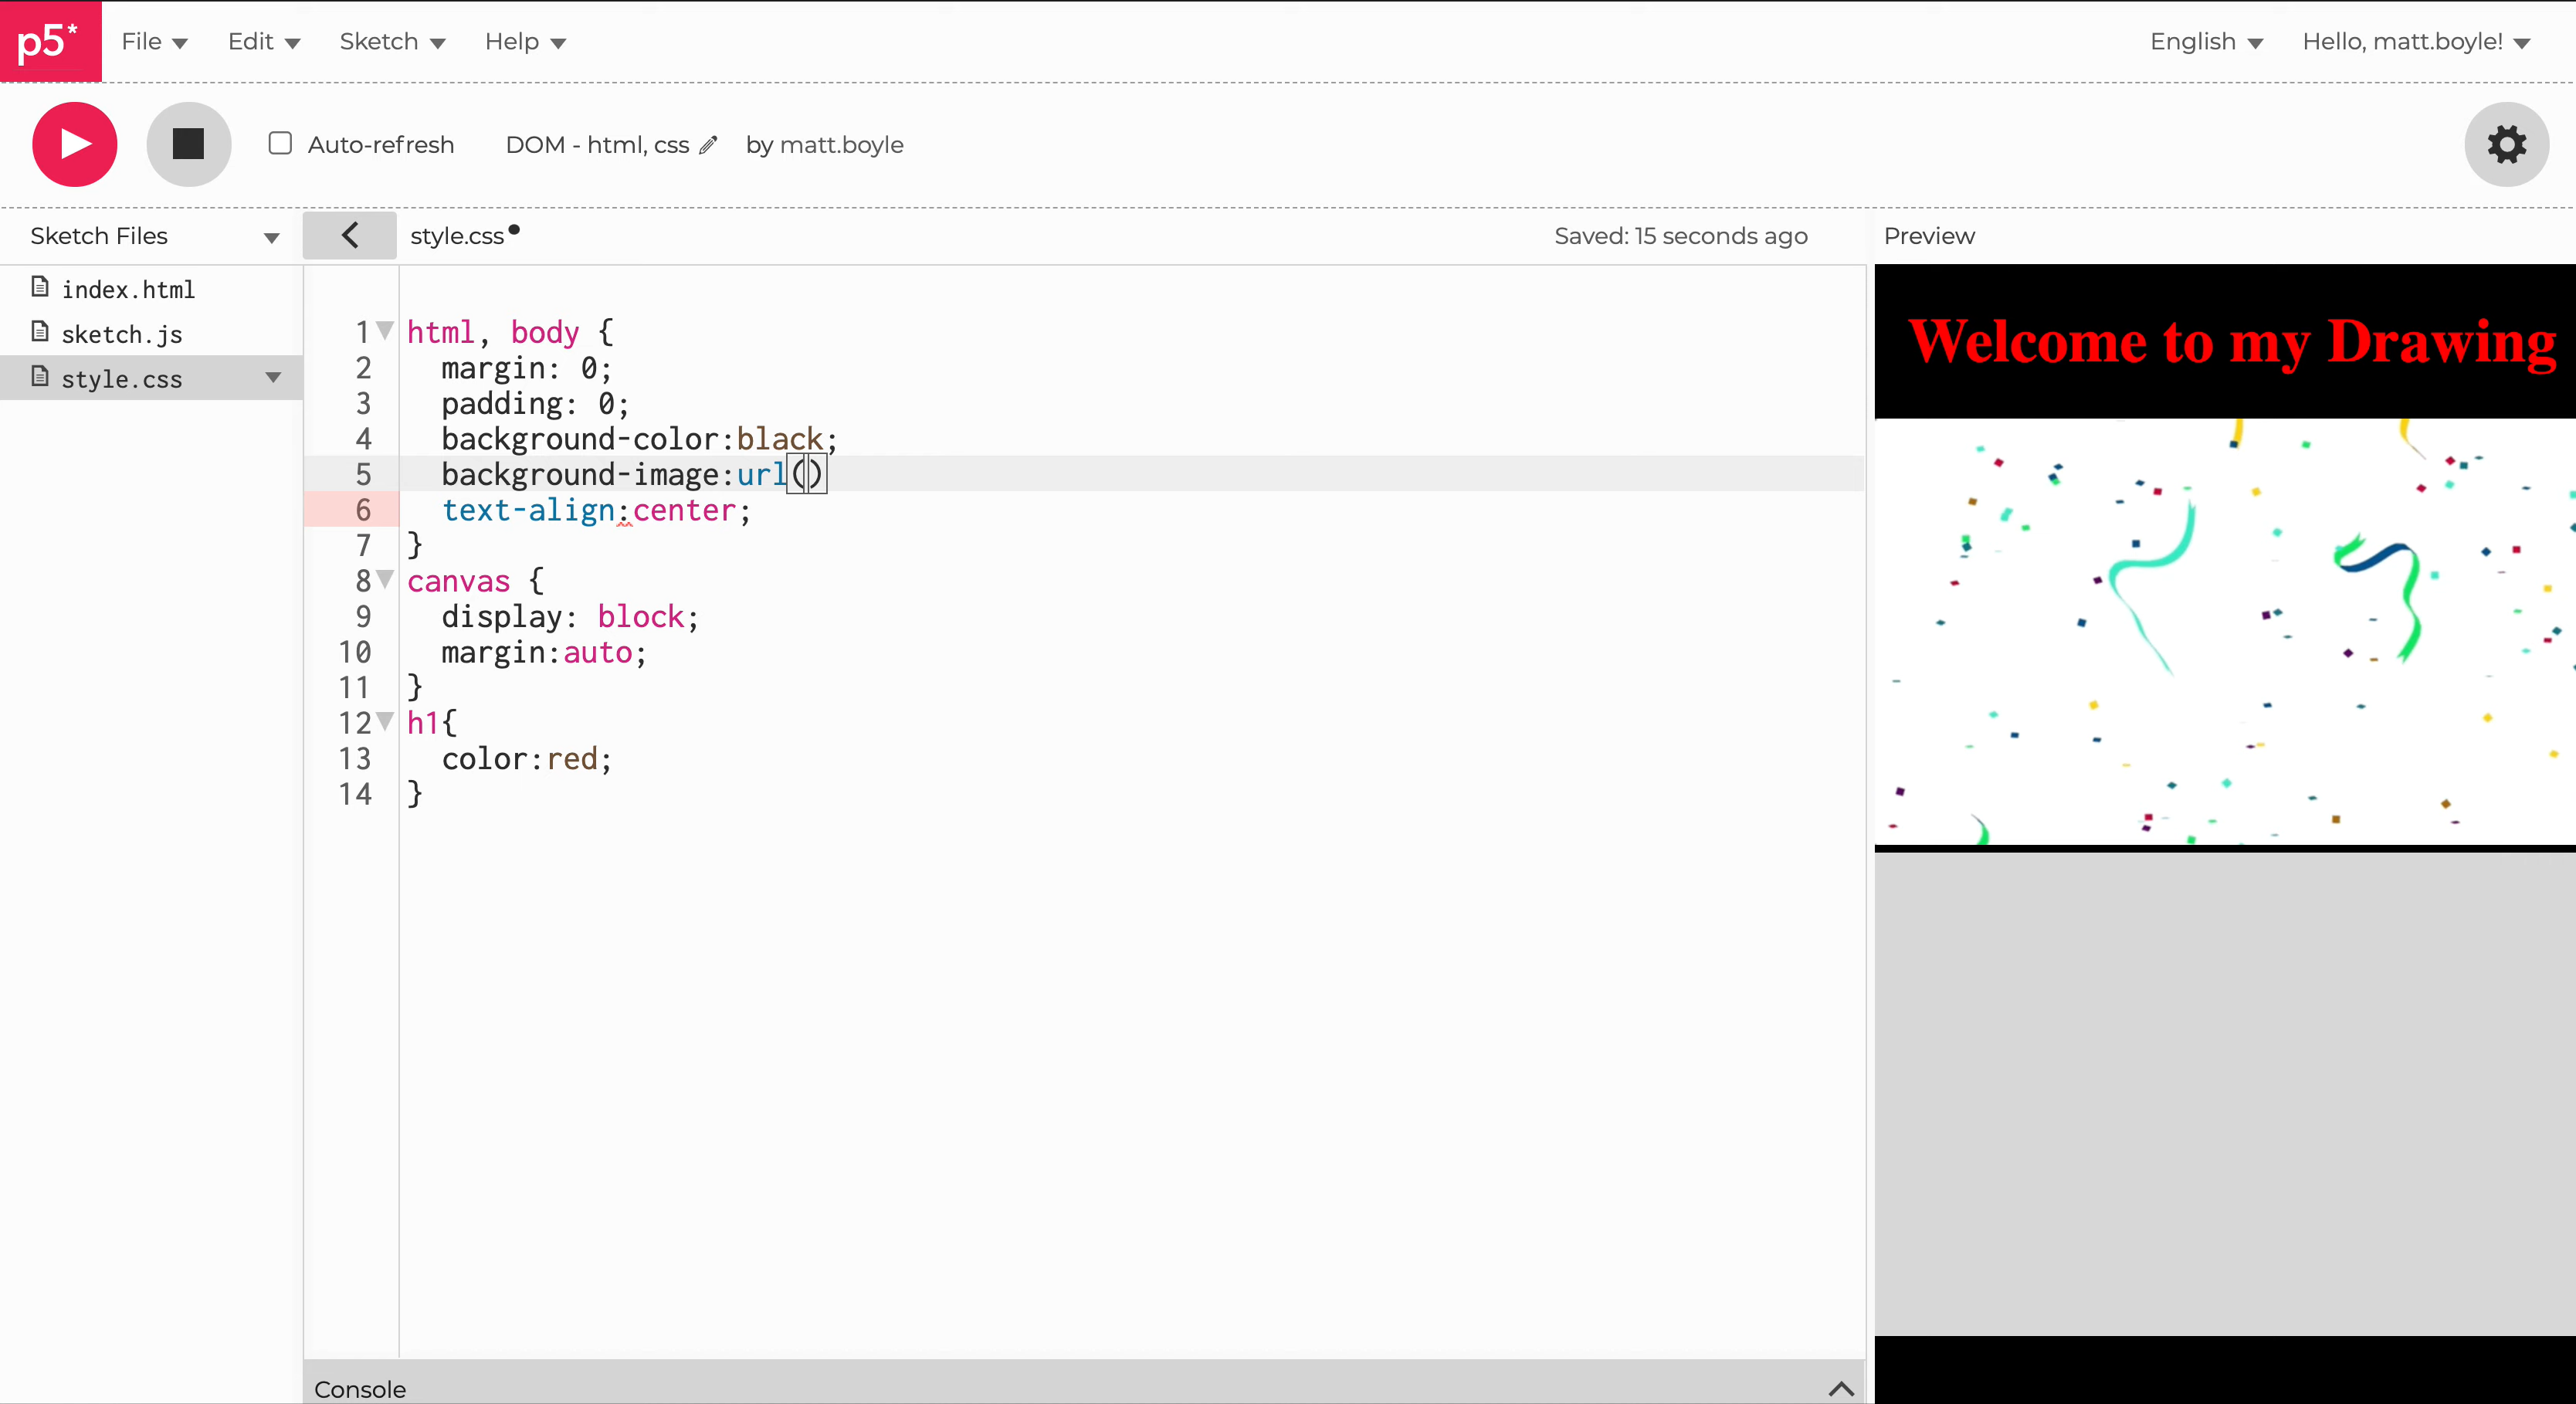 p5* File Edit Sketch Help English Hello, matt.boyle!
Auto-refresh DOM - html, css by matt.boyle
Sketch Files
index.html
sketch.js
style.css
style.css Saved: 15 seconds ago
1 html, body {
2 margin: 0;
3 padding: 0;
4 background-color:black;
5 background-image:url()
6 text-align:center;
7 }
8 canvas {
9 display: block;
10 margin:auto;
11 }
12 h1{
13 color:red;
14 }
Console
Preview
Welcome to my Drawing